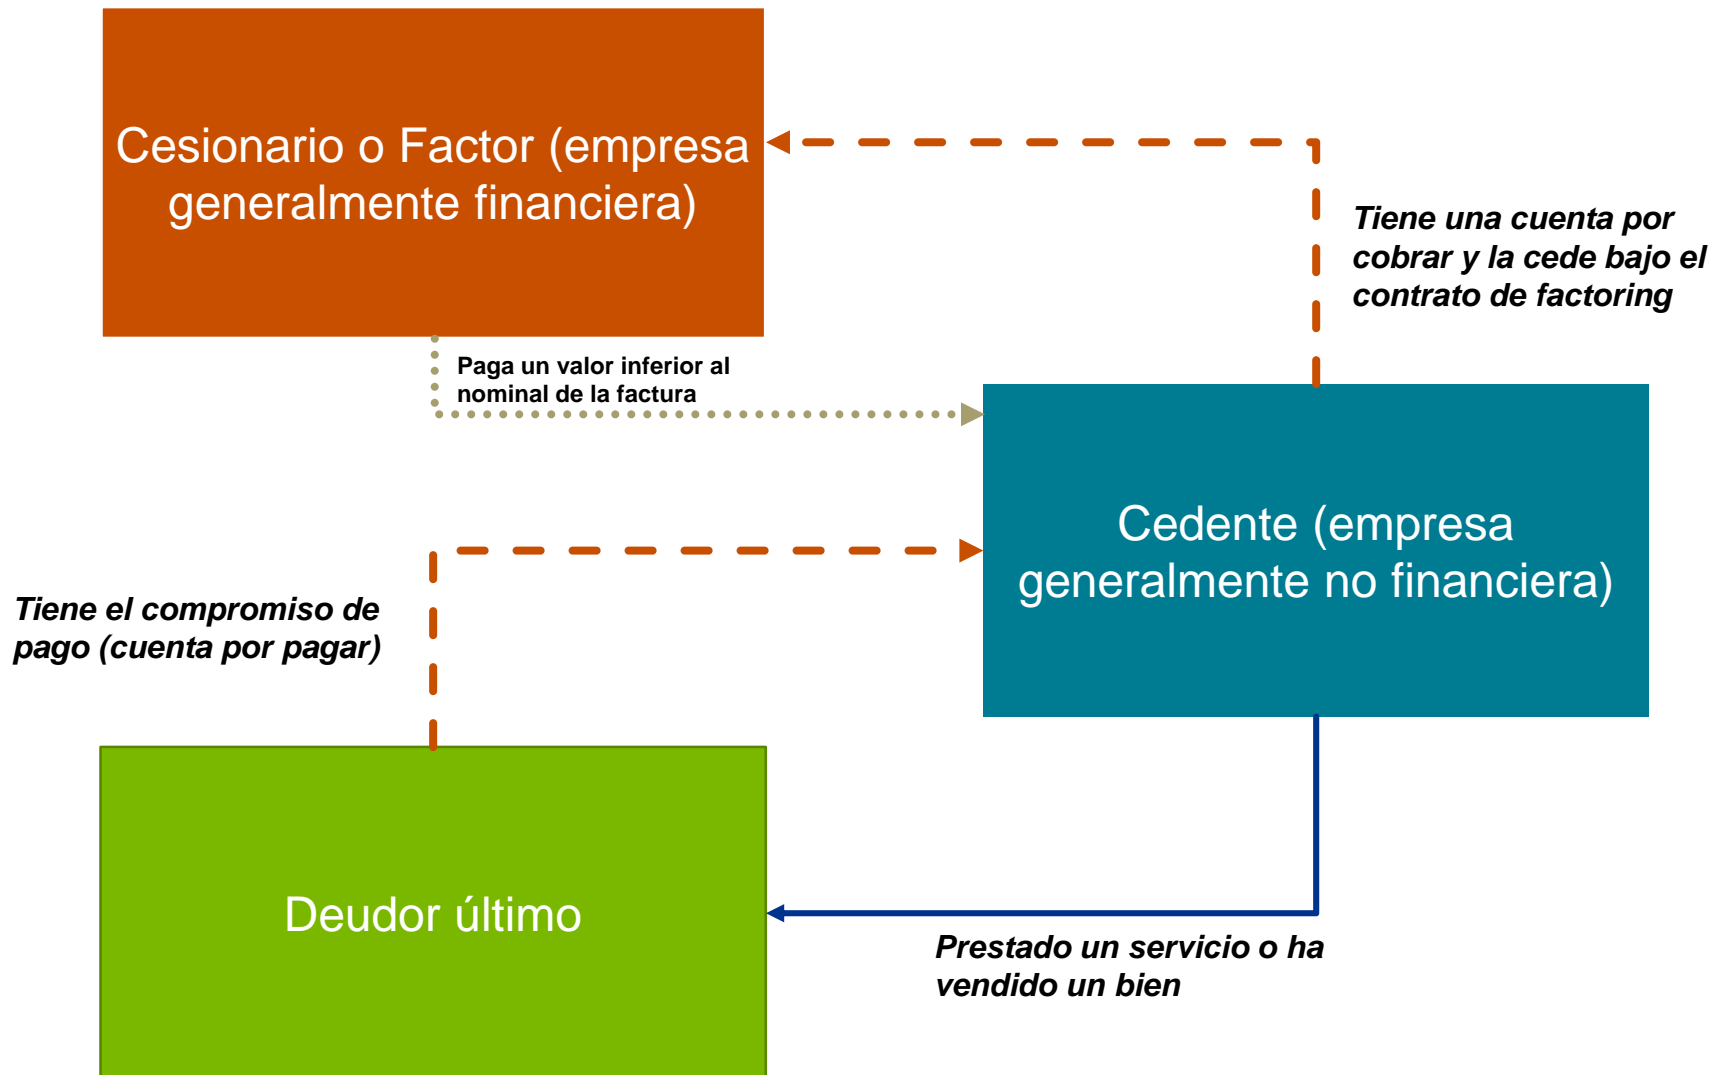 Cesionario o Factor (empresa
generalmente financiera)
Tiene una cuenta por
cobrar y la cede bajo el
contrato de factoring
Paga un valor inferior al
nominal de la factura
Cedente (empresa
generalmente no financiera)
Tiene el compromiso de
pago (cuenta por pagar)
Deudor último
Prestado un servicio o ha
vendido un bien